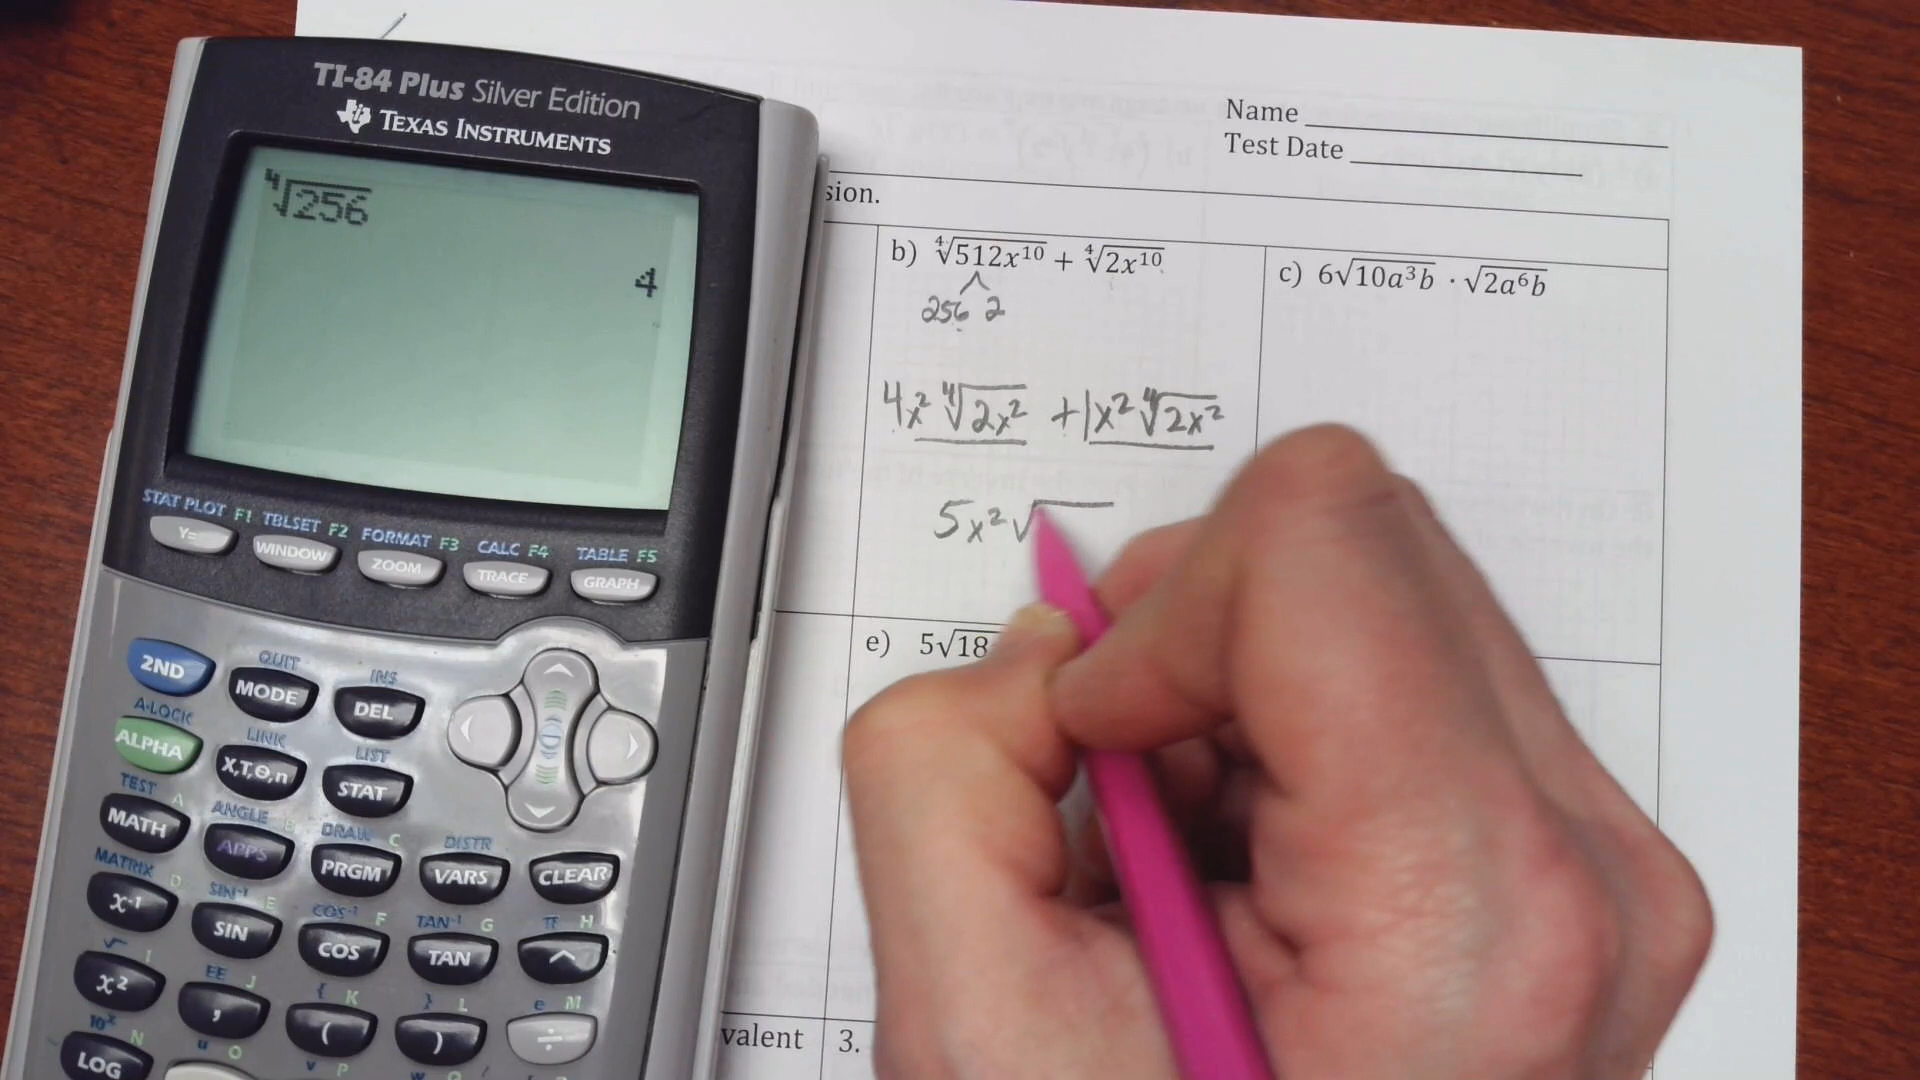 TI-84 Plus Silver Edition
TEXAS INSTRUMENTS
⁴√256
4
STAT PLOT F1 TBLSET F2 FORMAT F3 CALC F4 TABLE F5
Y= WINDOW ZOOM TRACE GRAPH
QUIT INS
2ND MODE DEL
A-LOCK LINK LIST
ALPHA X,T,θ,n STAT
TEST A ANGLE B DRAW C DISTR
MATH APPS PRGM VARS CLEAR
MATRIX D SIN⁻¹ E COS⁻¹ F TAN⁻¹ G π H
x⁻¹ SIN COS TAN ^
√ I EE J { K } L e M
x² , ( ) ÷
10ˣ N u O v P w Q
LOG
Name
Test Date
sion.
b) ⁴√512x¹⁰ + ⁴√2x¹⁰
256 2
4x² ⁴√2x² + 1x² ⁴√2x²
5x² √
c) 6√10a³b · √2a⁶b
e) 5√18
valent
3.